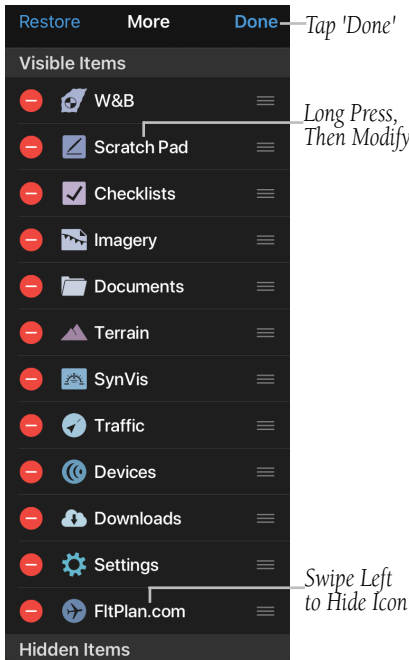 Restore More Done
Tap 'Done'
Visible Items
W&B
Long Press,
Then Modify
Scratch Pad
Checklists
Imagery
Documents
Terrain
SynVis
Traffic
Devices
Downloads
Settings
Swipe Left
to Hide Icon
FltPlan.com
Hidden Items